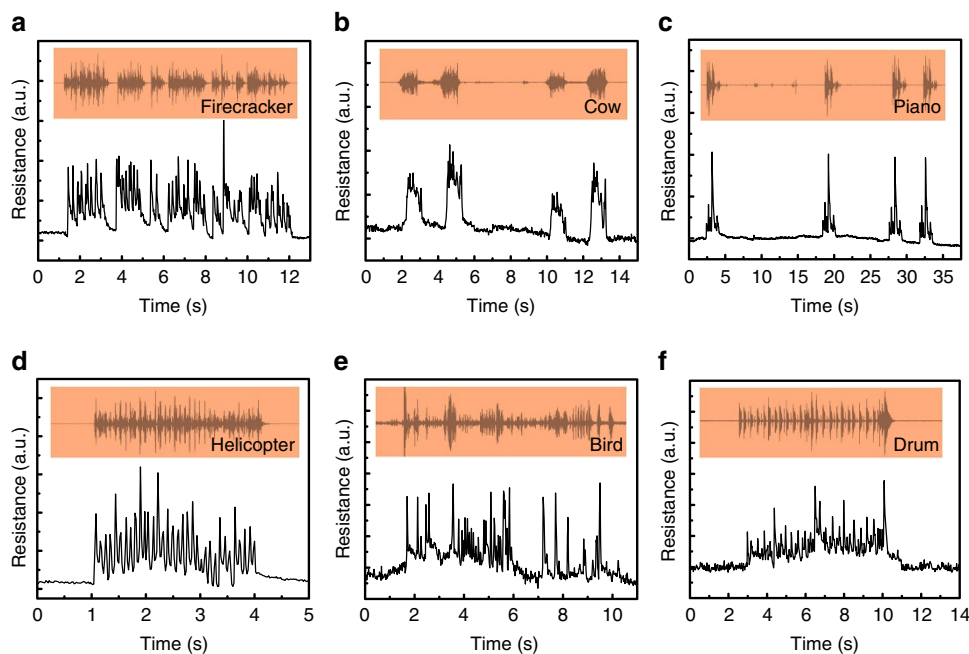 a
Firecracker
Resistance (a.u.)
0 2 4 6 8 10 12
Time (s)
b
Cow
Resistance (a.u.)
0 2 4 6 8 10 12 14
Time (s)
c
Piano
Resistance (a.u.)
0 5 10 15 20 25 30 35
Time (s)
d
Helicopter
Resistance (a.u.)
0 1 2 3 4 5
Time (s)
e
Bird
Resistance (a.u.)
0 2 4 6 8 10
Time (s)
f
Drum
Resistance (a.u.)
0 2 4 6 8 10 12 14
Time (s)